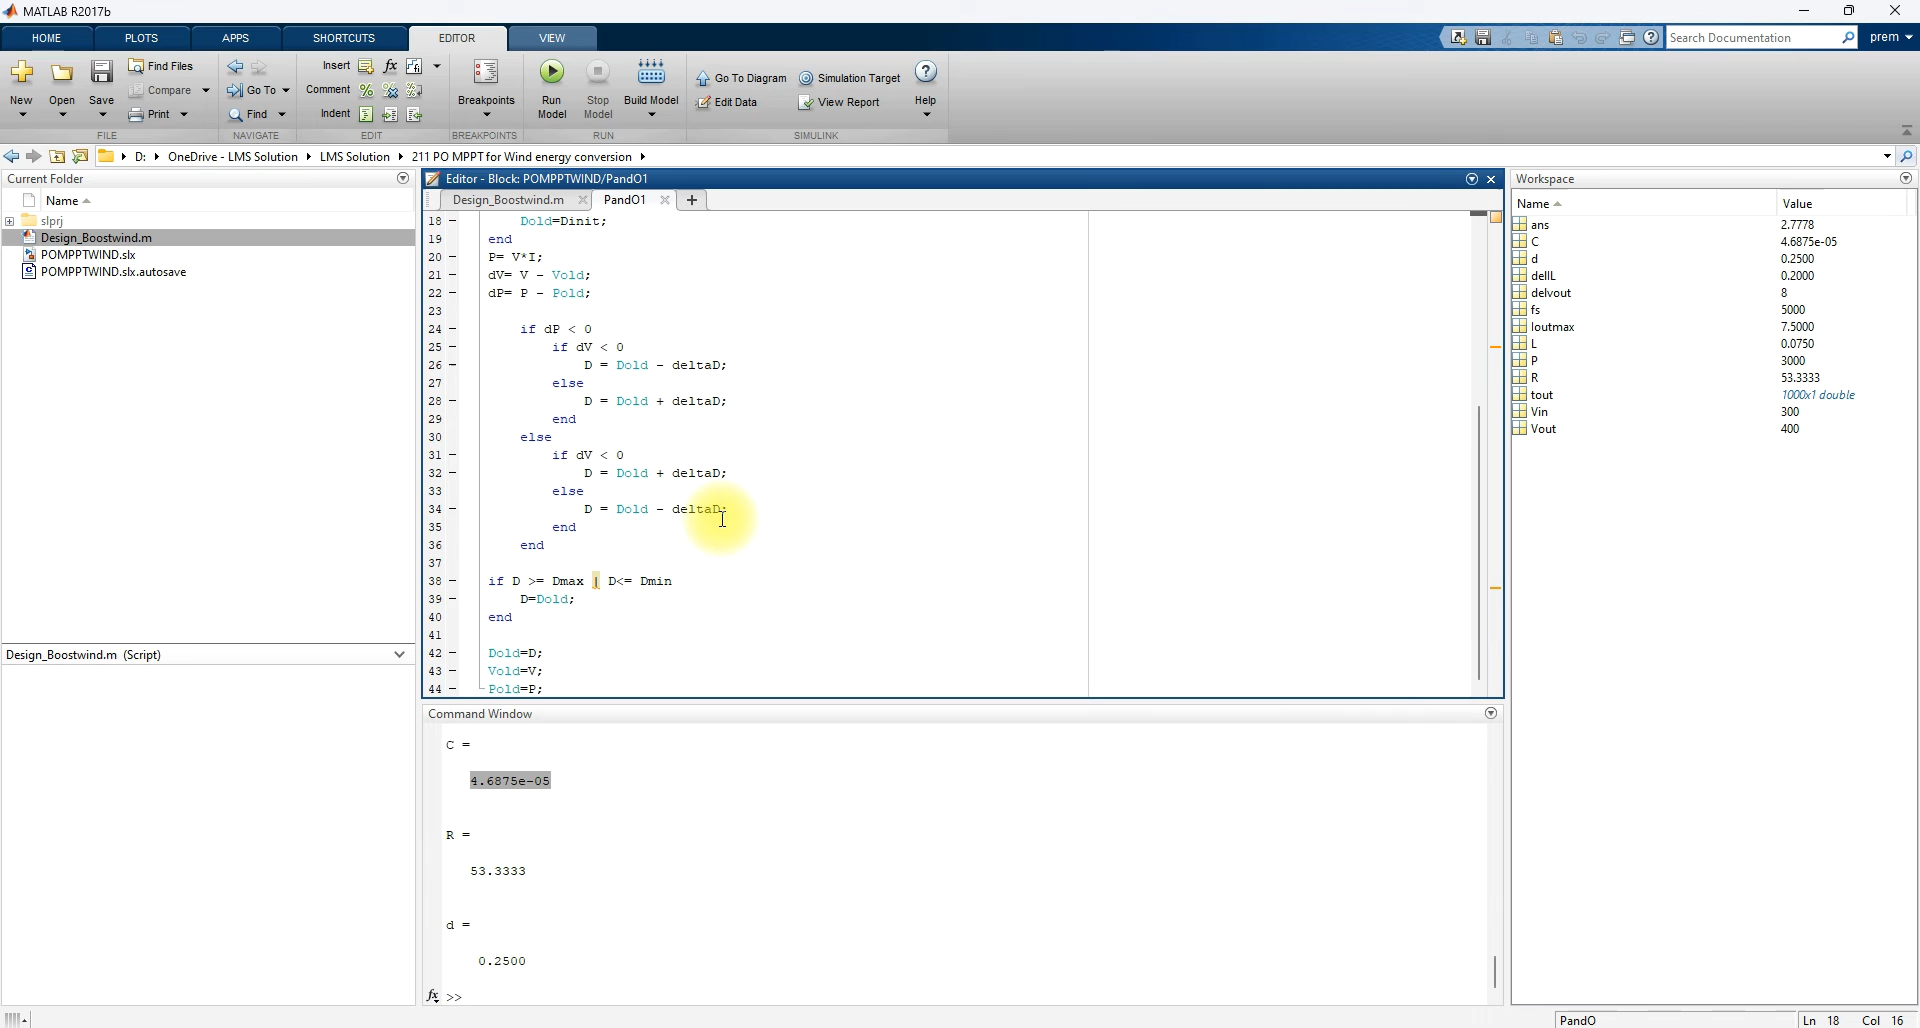 MATLAB R2017b
HOME PLOTS APPS SHORTCUTS EDITOR VIEW Search Documentation prem
New Open Save Find Files Compare Print
Go To Find
Insert fx
Comment
Indent
Breakpoints
Run Model Stop Model Build Model
Go To Diagram Simulation Target
Edit Data View Report
Help
FILE NAVIGATE EDIT BREAKPOINTS RUN SIMULINK
D: OneDrive - LMS Solution LMS Solution 211 PO MPPT for Wind energy conversion
Current Folder
Name
slprj
Design_Boostwind.m
POMPPTWIND.slx
POMPPTWIND.slx.autosave
Design_Boostwind.m (Script)
Editor - Block: POMPPTWIND/PandO1
Design_Boostwind.m PandO1
18 Dold=Dinit;
19 end
20 P= V*I;
21 dV= V - Vold;
22 dP= P - Pold;
23
24 if dP < 0
25 if dV < 0
26 D = Dold - deltaD;
27 else
28 D = Dold + deltaD;
29 end
30 else
31 if dV < 0
32 D = Dold + deltaD;
33 else
34 D = Dold - deltaD;
35 end
36 end
37
38 if D >= Dmax | D<= Dmin
39 D=Dold;
40 end
41
42 Dold=D;
43 Vold=V;
44 Pold=P;
Command Window
C =
4.6875e-05
R =
53.3333
d =
0.2500
fx >>
Workspace
Name Value
ans 2.7778
C 4.6875e-05
d 0.2500
dellL 0.2000
delvout 8
fs 5000
Ioutmax 7.5000
L 0.0750
P 3000
R 53.3333
tout 1000x1 double
Vin 300
Vout 400
PandO Ln 18 Col 16